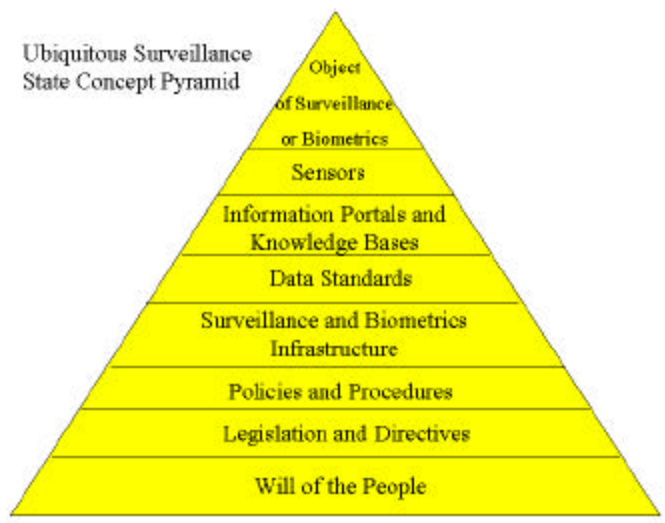 Ubiquitous Surveillance
State Concept Pyramid
Object
of Surveillance
or Biometrics
Sensors
Information Portals and
Knowledge Bases
Data Standards
Surveillance and Biometrics
Infrastructure
Policies and Procedures
Legislation and Directives
Will of the People